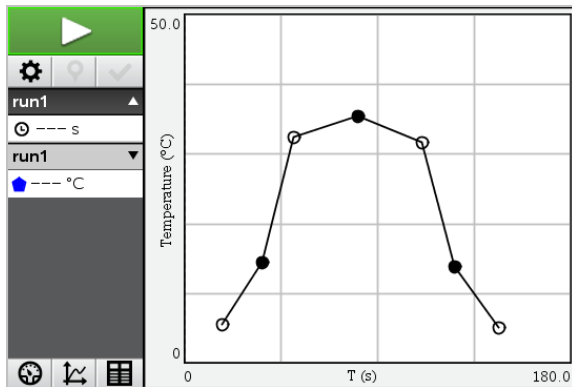 run1
--- s
run1
--- °C
50.0
Temperature (°C)
0
0
T (s)
180.0